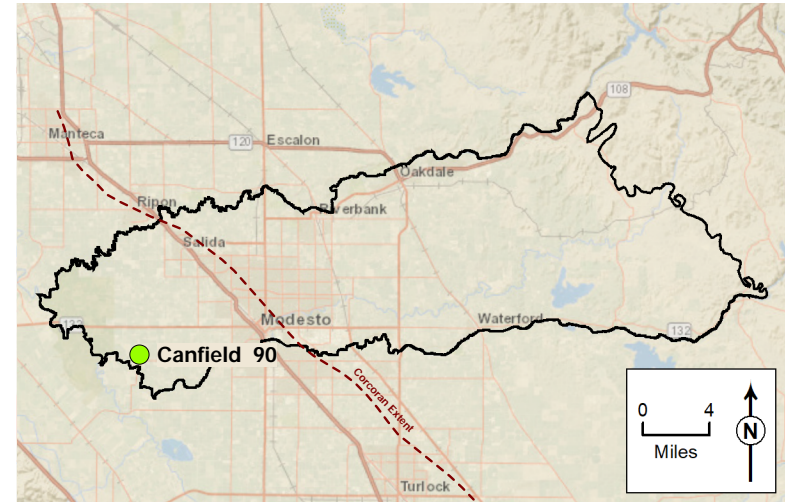 108
Manteca
120
Escalon
Oakdale
Ripon
Riverbank
Salida
132
Modesto
Waterford
132
Canfield 90
Corcoran Extent
0 4
Miles
N
Turlock